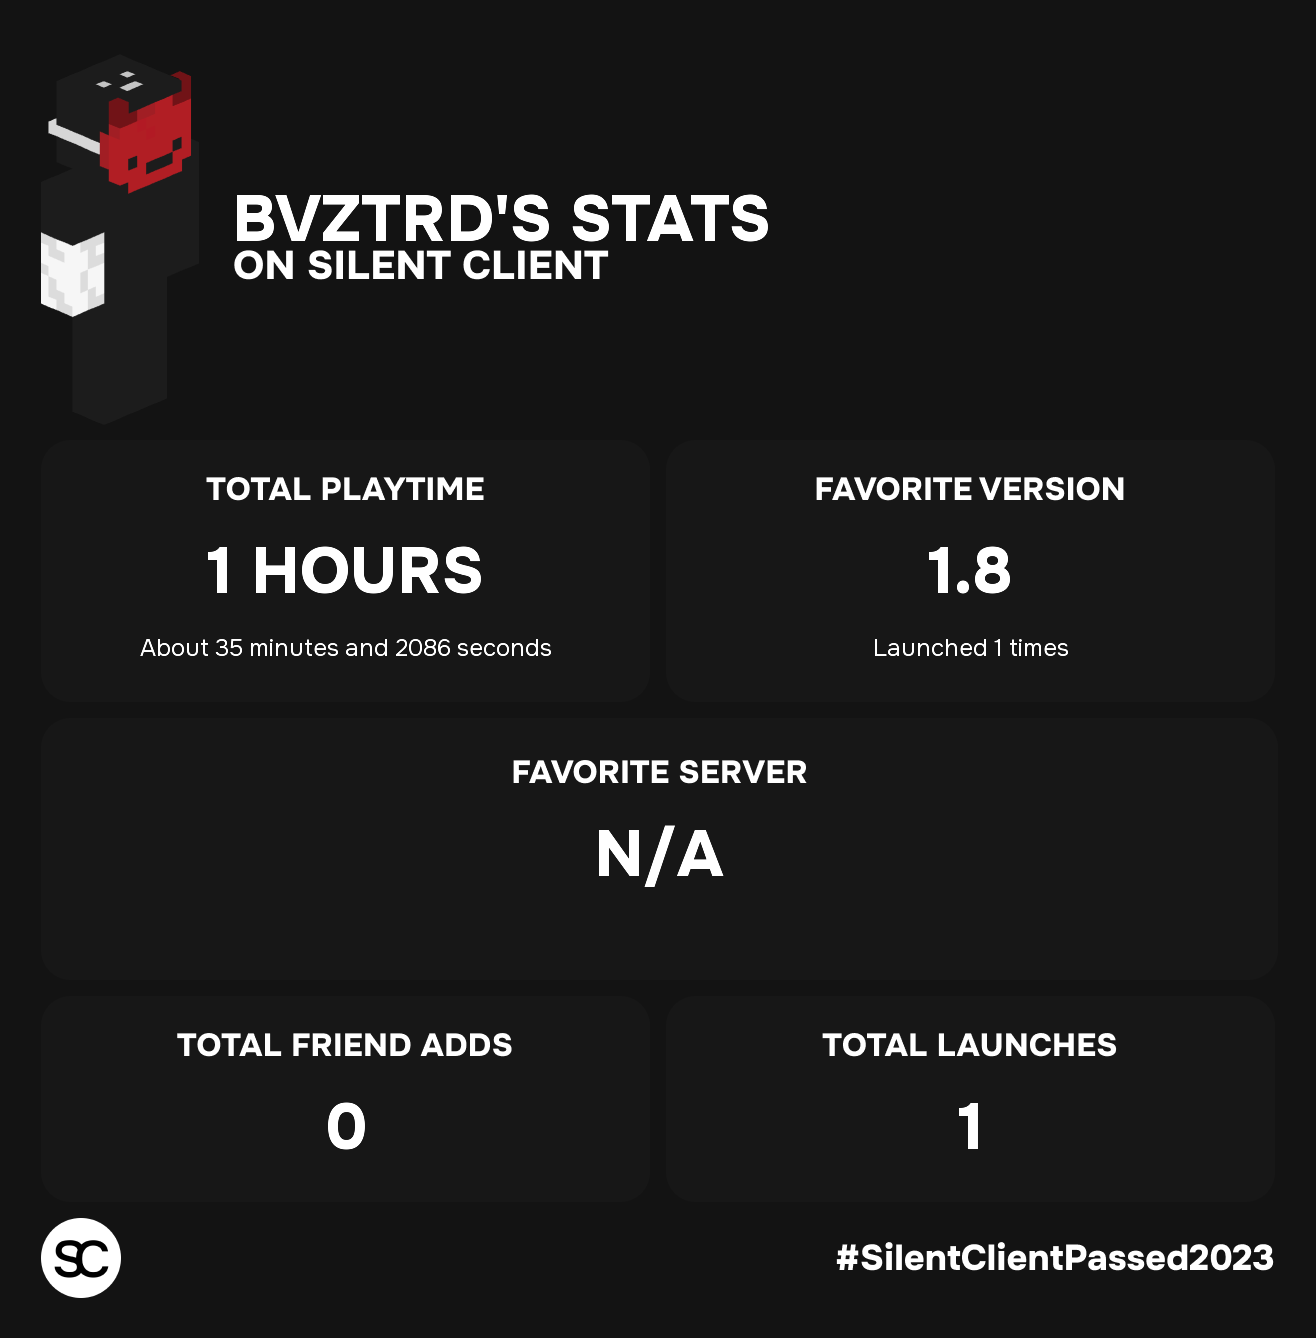 BVZTRD'S STATS
ON SILENT CLIENT
TOTAL PLAYTIME
1 HOURS
About 35 minutes and 2086 seconds
FAVORITE VERSION
1.8
Launched 1 times
FAVORITE SERVER
N/A
TOTAL FRIEND ADDS
0
TOTAL LAUNCHES
1
SC
#SilentClientPassed2023